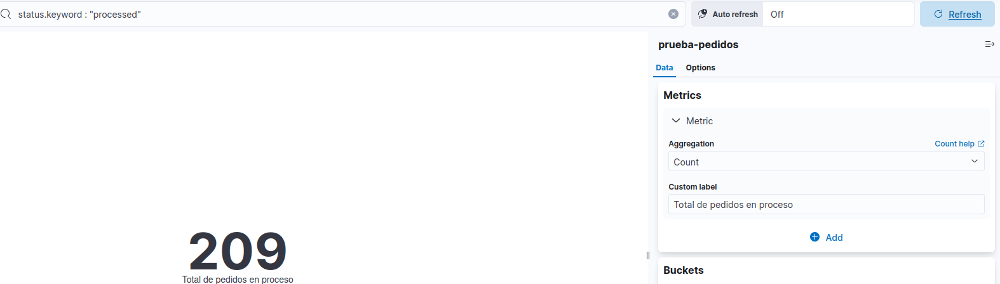 status.keyword : "processed"
Auto refresh
Off
Refresh
prueba-pedidos
Data
Options
Metrics
Metric
Aggregation
Count help
Count
Custom label
Total de pedidos en proceso
Add
209
Total de pedidos en proceso
Buckets